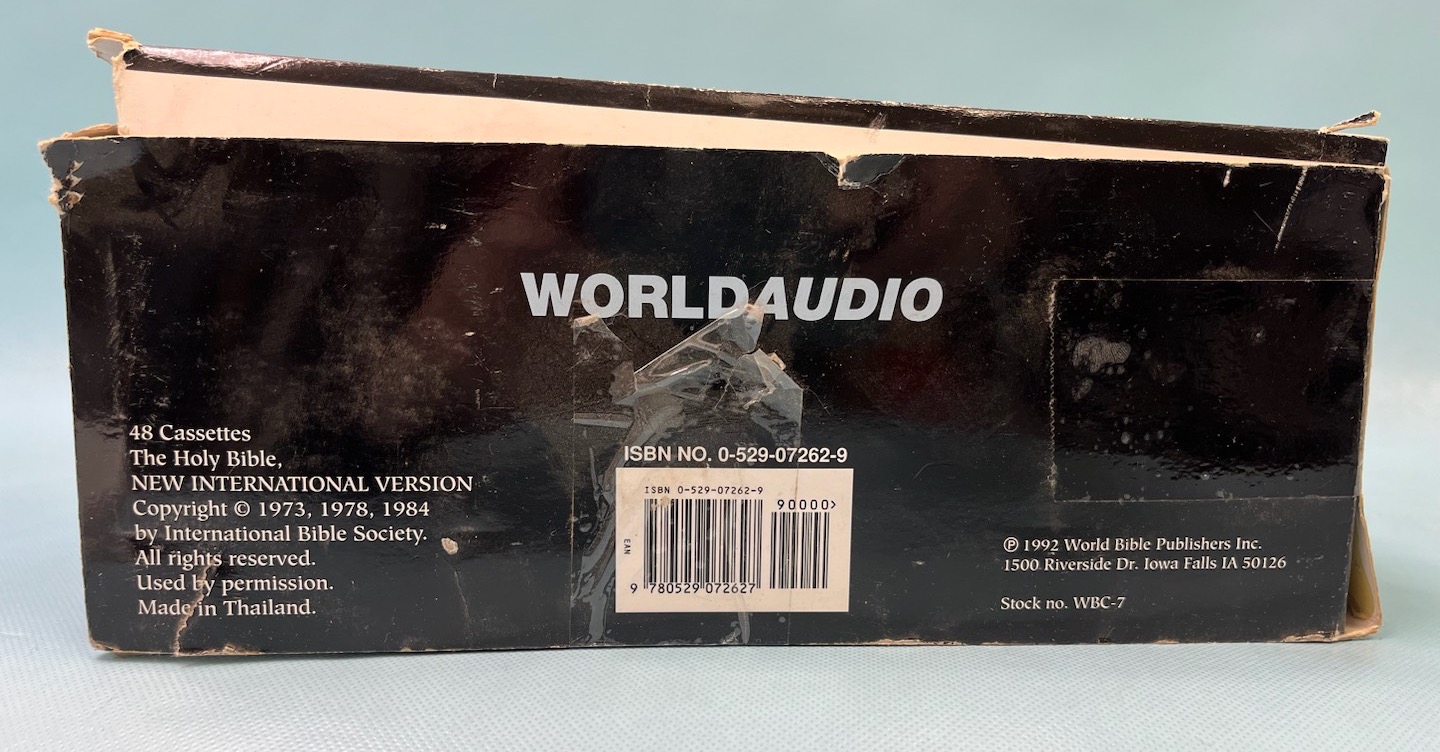 WORLDAUDIO
48 Cassettes
The Holy Bible,
NEW INTERNATIONAL VERSION
Copyright © 1973, 1978, 1984
by International Bible Society.
All rights reserved.
Used by permission.
Made in Thailand.
ISBN NO. 0-529-07262-9
ISBN 0-529-07262-9
90000>
EAN
9 780529 072627
℗ 1992 World Bible Publishers Inc.
1500 Riverside Dr. Iowa Falls IA 50126
Stock no. WBC-7